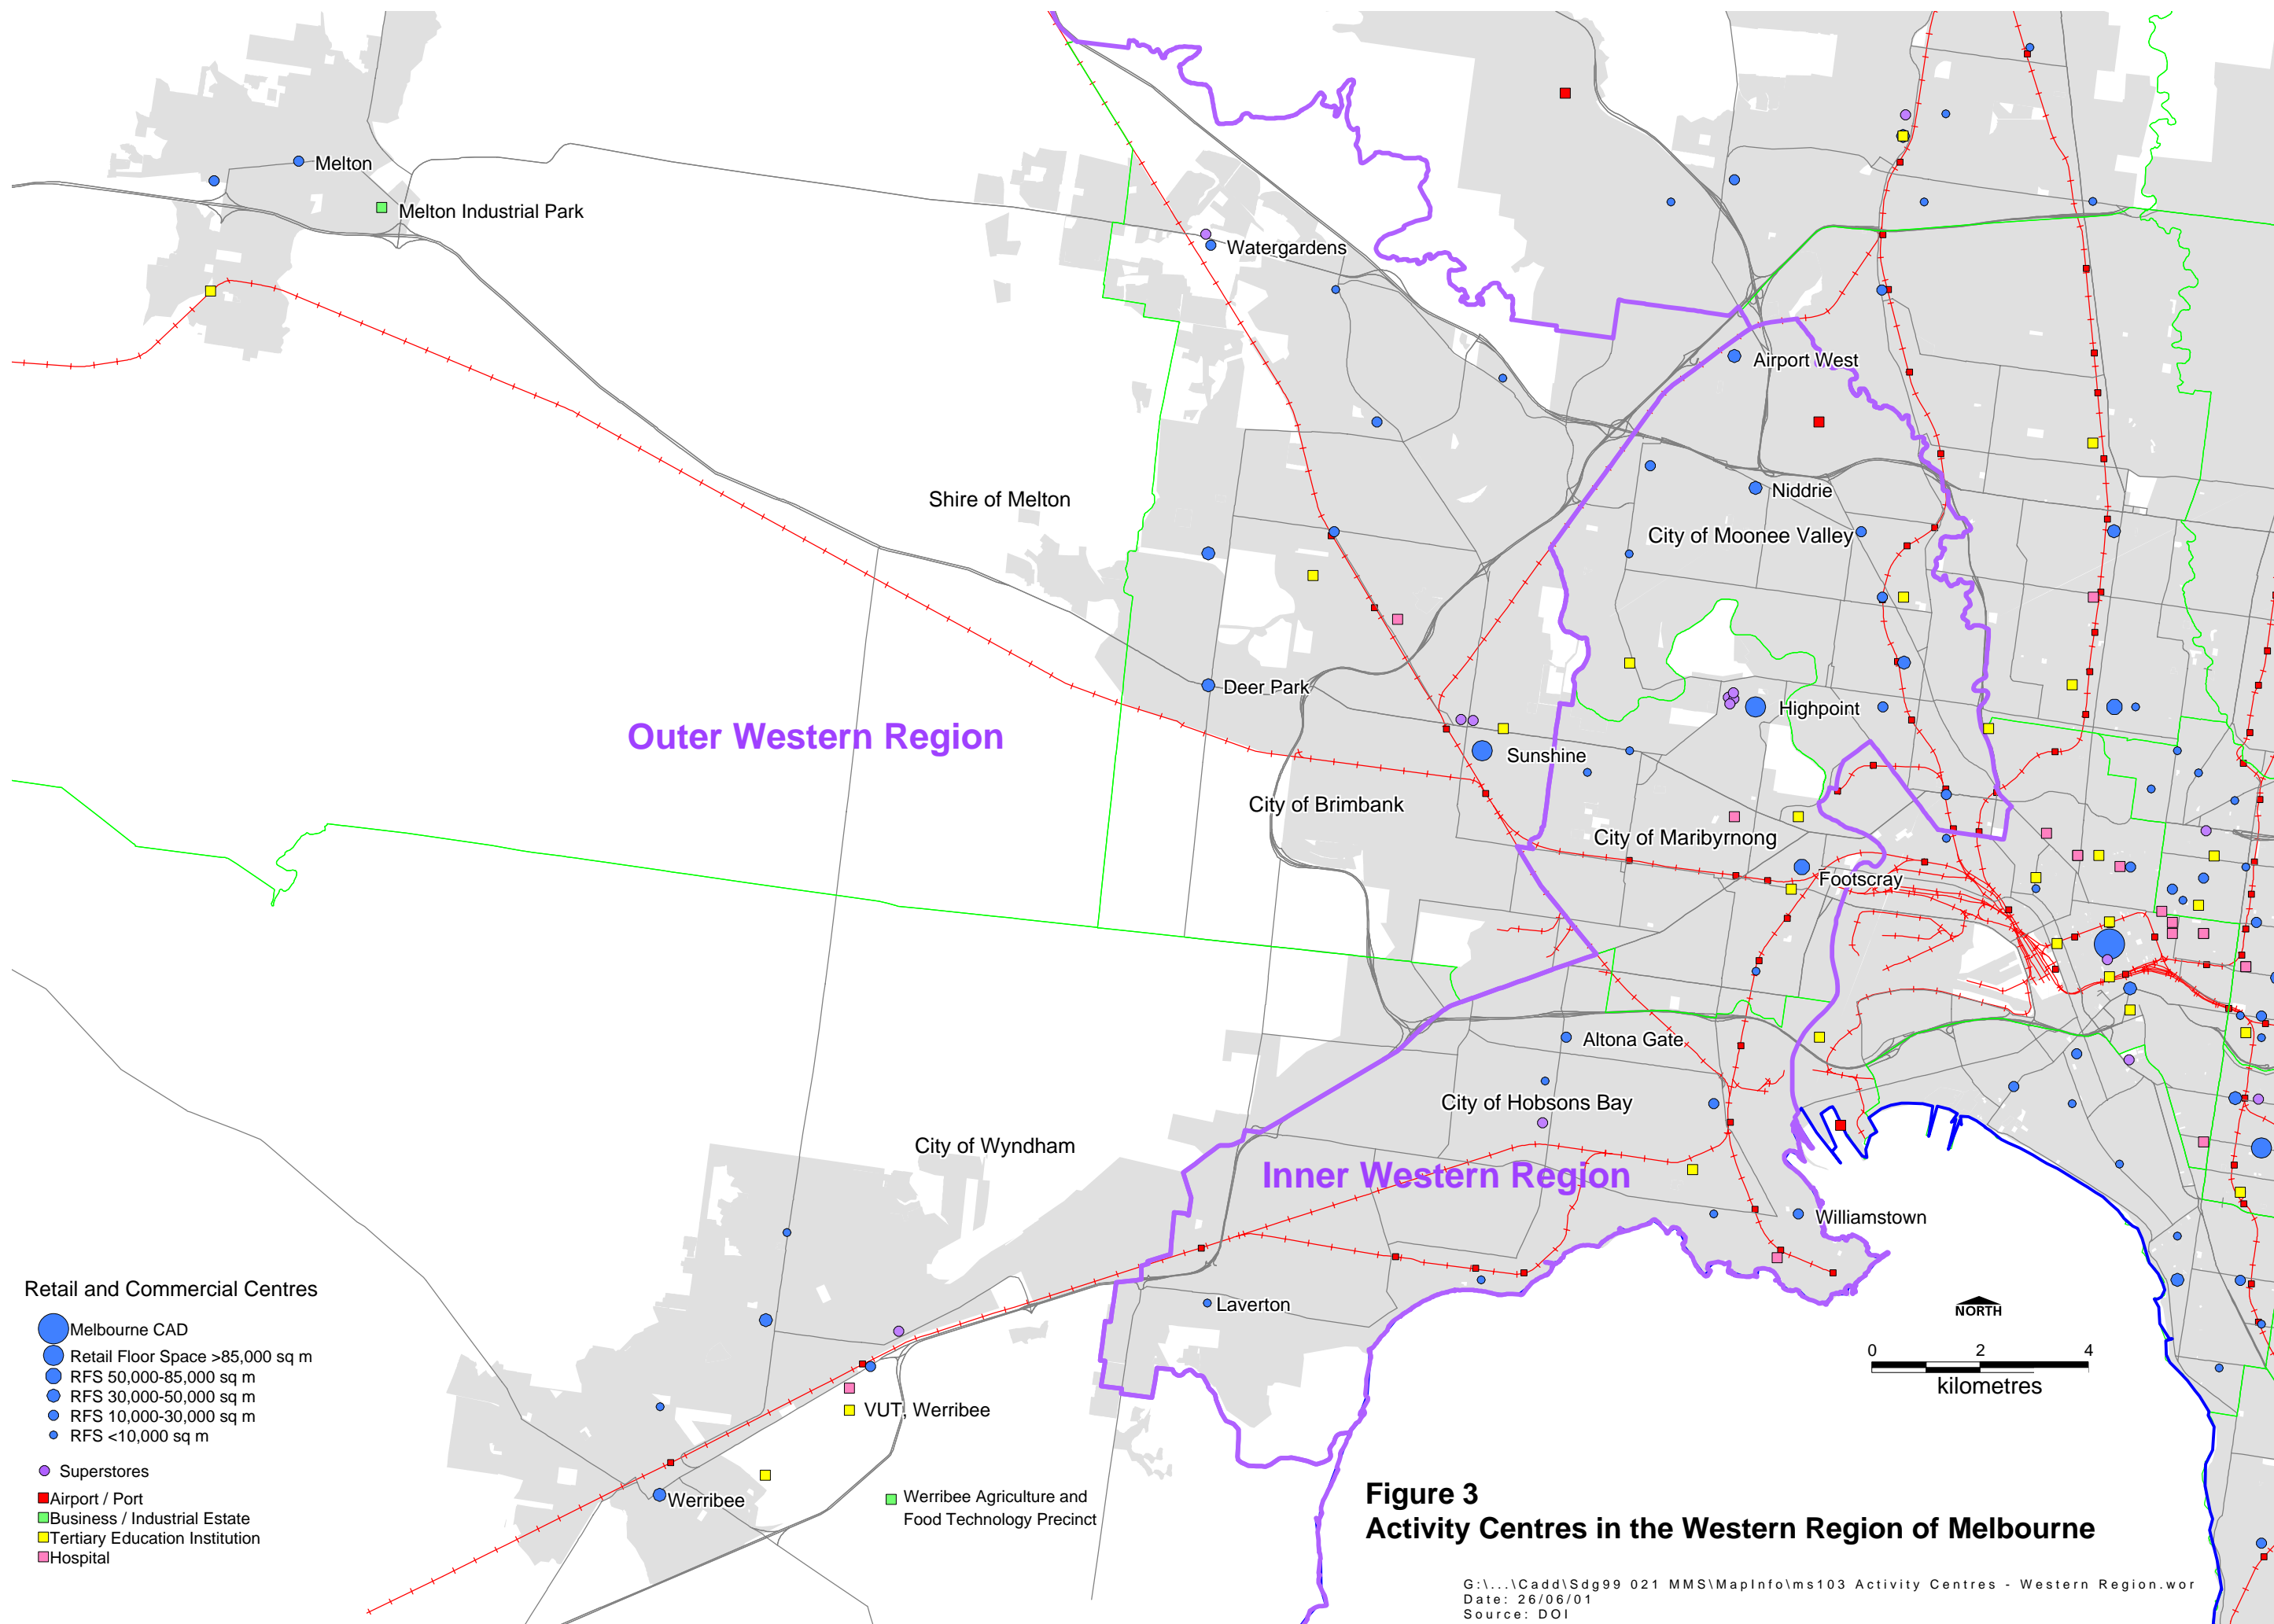 Melton
Melton Industrial Park
Watergardens
Airport West
Shire of Melton
Niddrie
City of Moonee Valley
Deer Park
Highpoint
Outer Western Region
Sunshine
City of Brimbank
City of Maribyrnong
Footscray
Altona Gate
City of Hobsons Bay
City of Wyndham
Inner Western Region
Williamstown
Laverton
VUT, Werribee
Werribee
Werribee Agriculture and
Food Technology Precinct
Retail and Commercial Centres
Melbourne CAD
Retail Floor Space >85,000 sq m
RFS 50,000-85,000 sq m
RFS 30,000-50,000 sq m
RFS 10,000-30,000 sq m
RFS <10,000 sq m
Superstores
Airport / Port
Business / Industrial Estate
Tertiary Education Institution
Hospital
NORTH
0 2 4
kilometres
Figure 3
Activity Centres in the Western Region of Melbourne
G:\...\Cadd\Sdg99 021 MMS\MapInfo\ms103 Activity Centres - Western Region.wor
Date: 26/06/01
Source: DOI